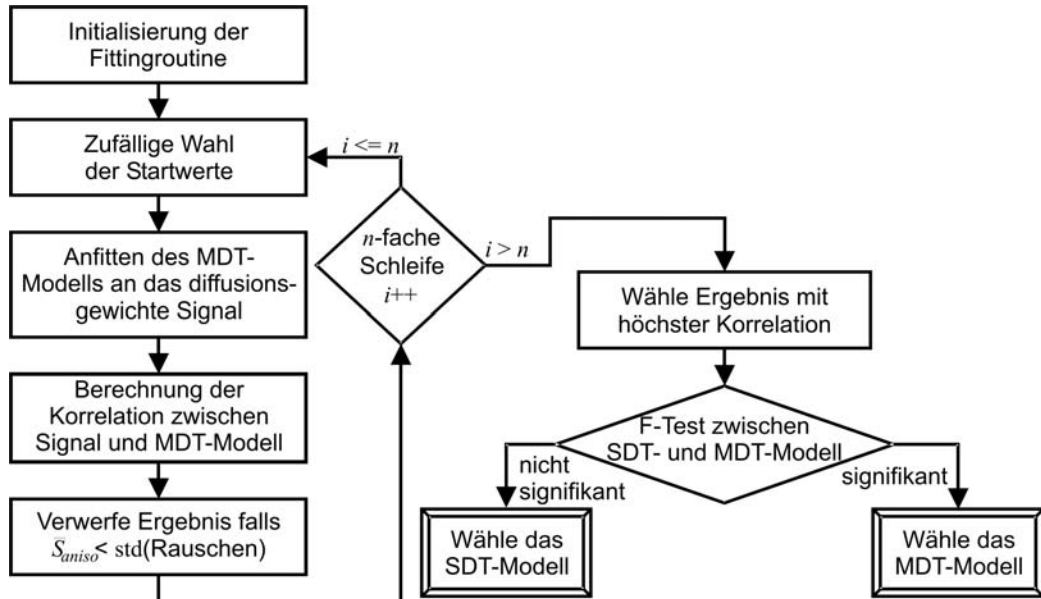 Initialisierung der
Fittingroutine
Zufällige Wahl
der Startwerte
Anfitten des MDT-
Modells an das diffusions-
gewichte Signal
Berechnung der
Korrelation zwischen
Signal und MDT-Modell
Verwerfe Ergebnis falls
S̄aniso< std(Rauschen)
i <= n
n-fache
Schleife
i++
i > n
Wähle Ergebnis mit
höchster Korrelation
F-Test zwischen
SDT- und MDT-Modell
nicht
signifikant
signifikant
Wähle das
SDT-Modell
Wähle das
MDT-Modell